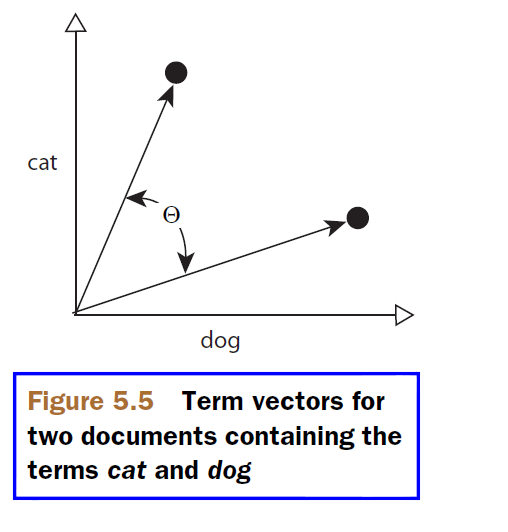 cat
Θ
dog
Figure 5.5 Term vectors for
two documents containing the
terms cat and dog